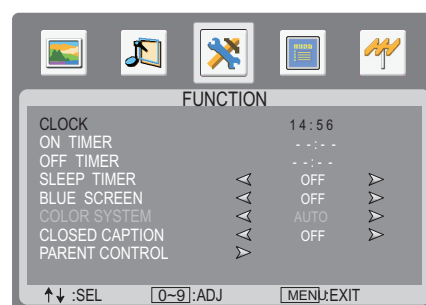 FUNCTION
CLOCK 14:56
ON TIMER --:--
OFF TIMER --:--
SLEEP TIMER OFF
BLUE SCREEN OFF
COLOR SYSTEM AUTO
CLOSED CAPTION OFF
PARENT CONTROL
:SEL 0~9:ADJ MENU:EXIT